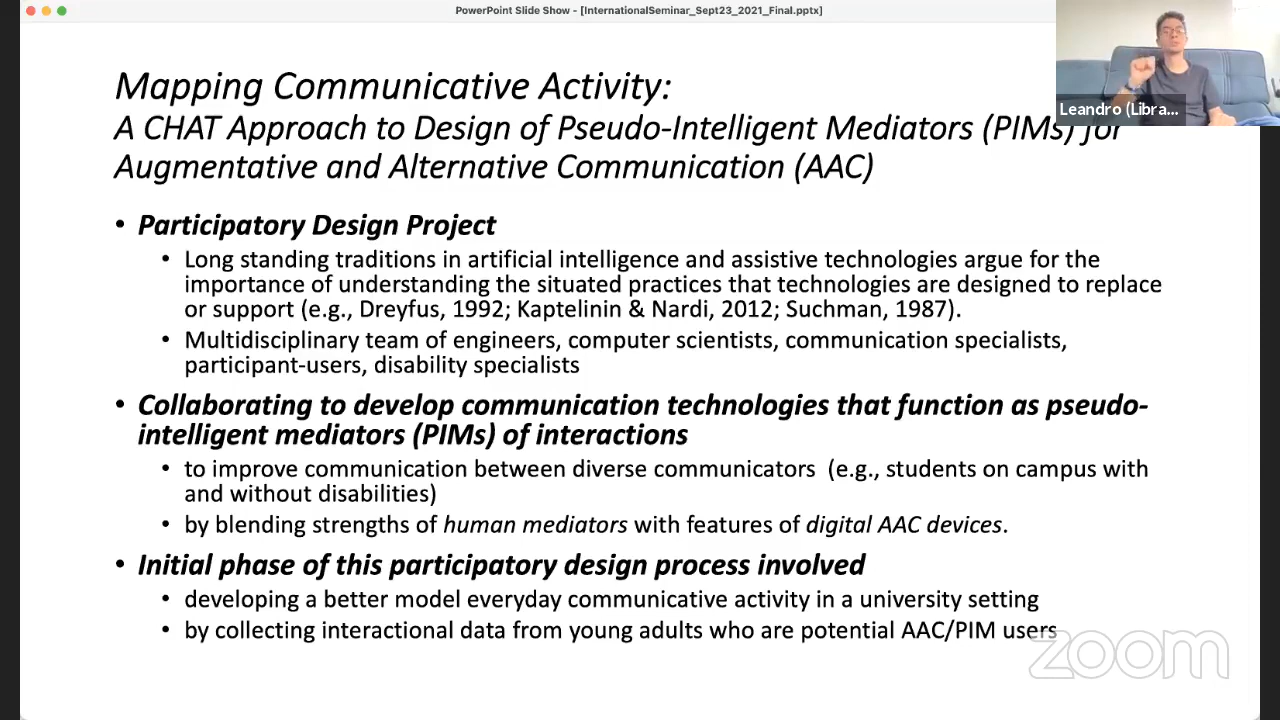 PowerPoint Slide Show - [InternationalSeminar_Sept23_2021_Final.pptx]
Leandro (Libra...
Mapping Communicative Activity:
A CHAT Approach to Design of Pseudo-Intelligent Mediators (PIMs) for
Augmentative and Alternative Communication (AAC)
• Participatory Design Project
• Long standing traditions in artificial intelligence and assistive technologies argue for the
importance of understanding the situated practices that technologies are designed to replace
or support (e.g., Dreyfus, 1992; Kaptelinin & Nardi, 2012; Suchman, 1987).
• Multidisciplinary team of engineers, computer scientists, communication specialists,
participant-users, disability specialists
• Collaborating to develop communication technologies that function as pseudo-
intelligent mediators (PIMs) of interactions
• to improve communication between diverse communicators (e.g., students on campus with
and without disabilities)
• by blending strengths of human mediators with features of digital AAC devices.
• Initial phase of this participatory design process involved
• developing a better model everyday communicative activity in a university setting
• by collecting interactional data from young adults who are potential AAC/PIM users
zoom